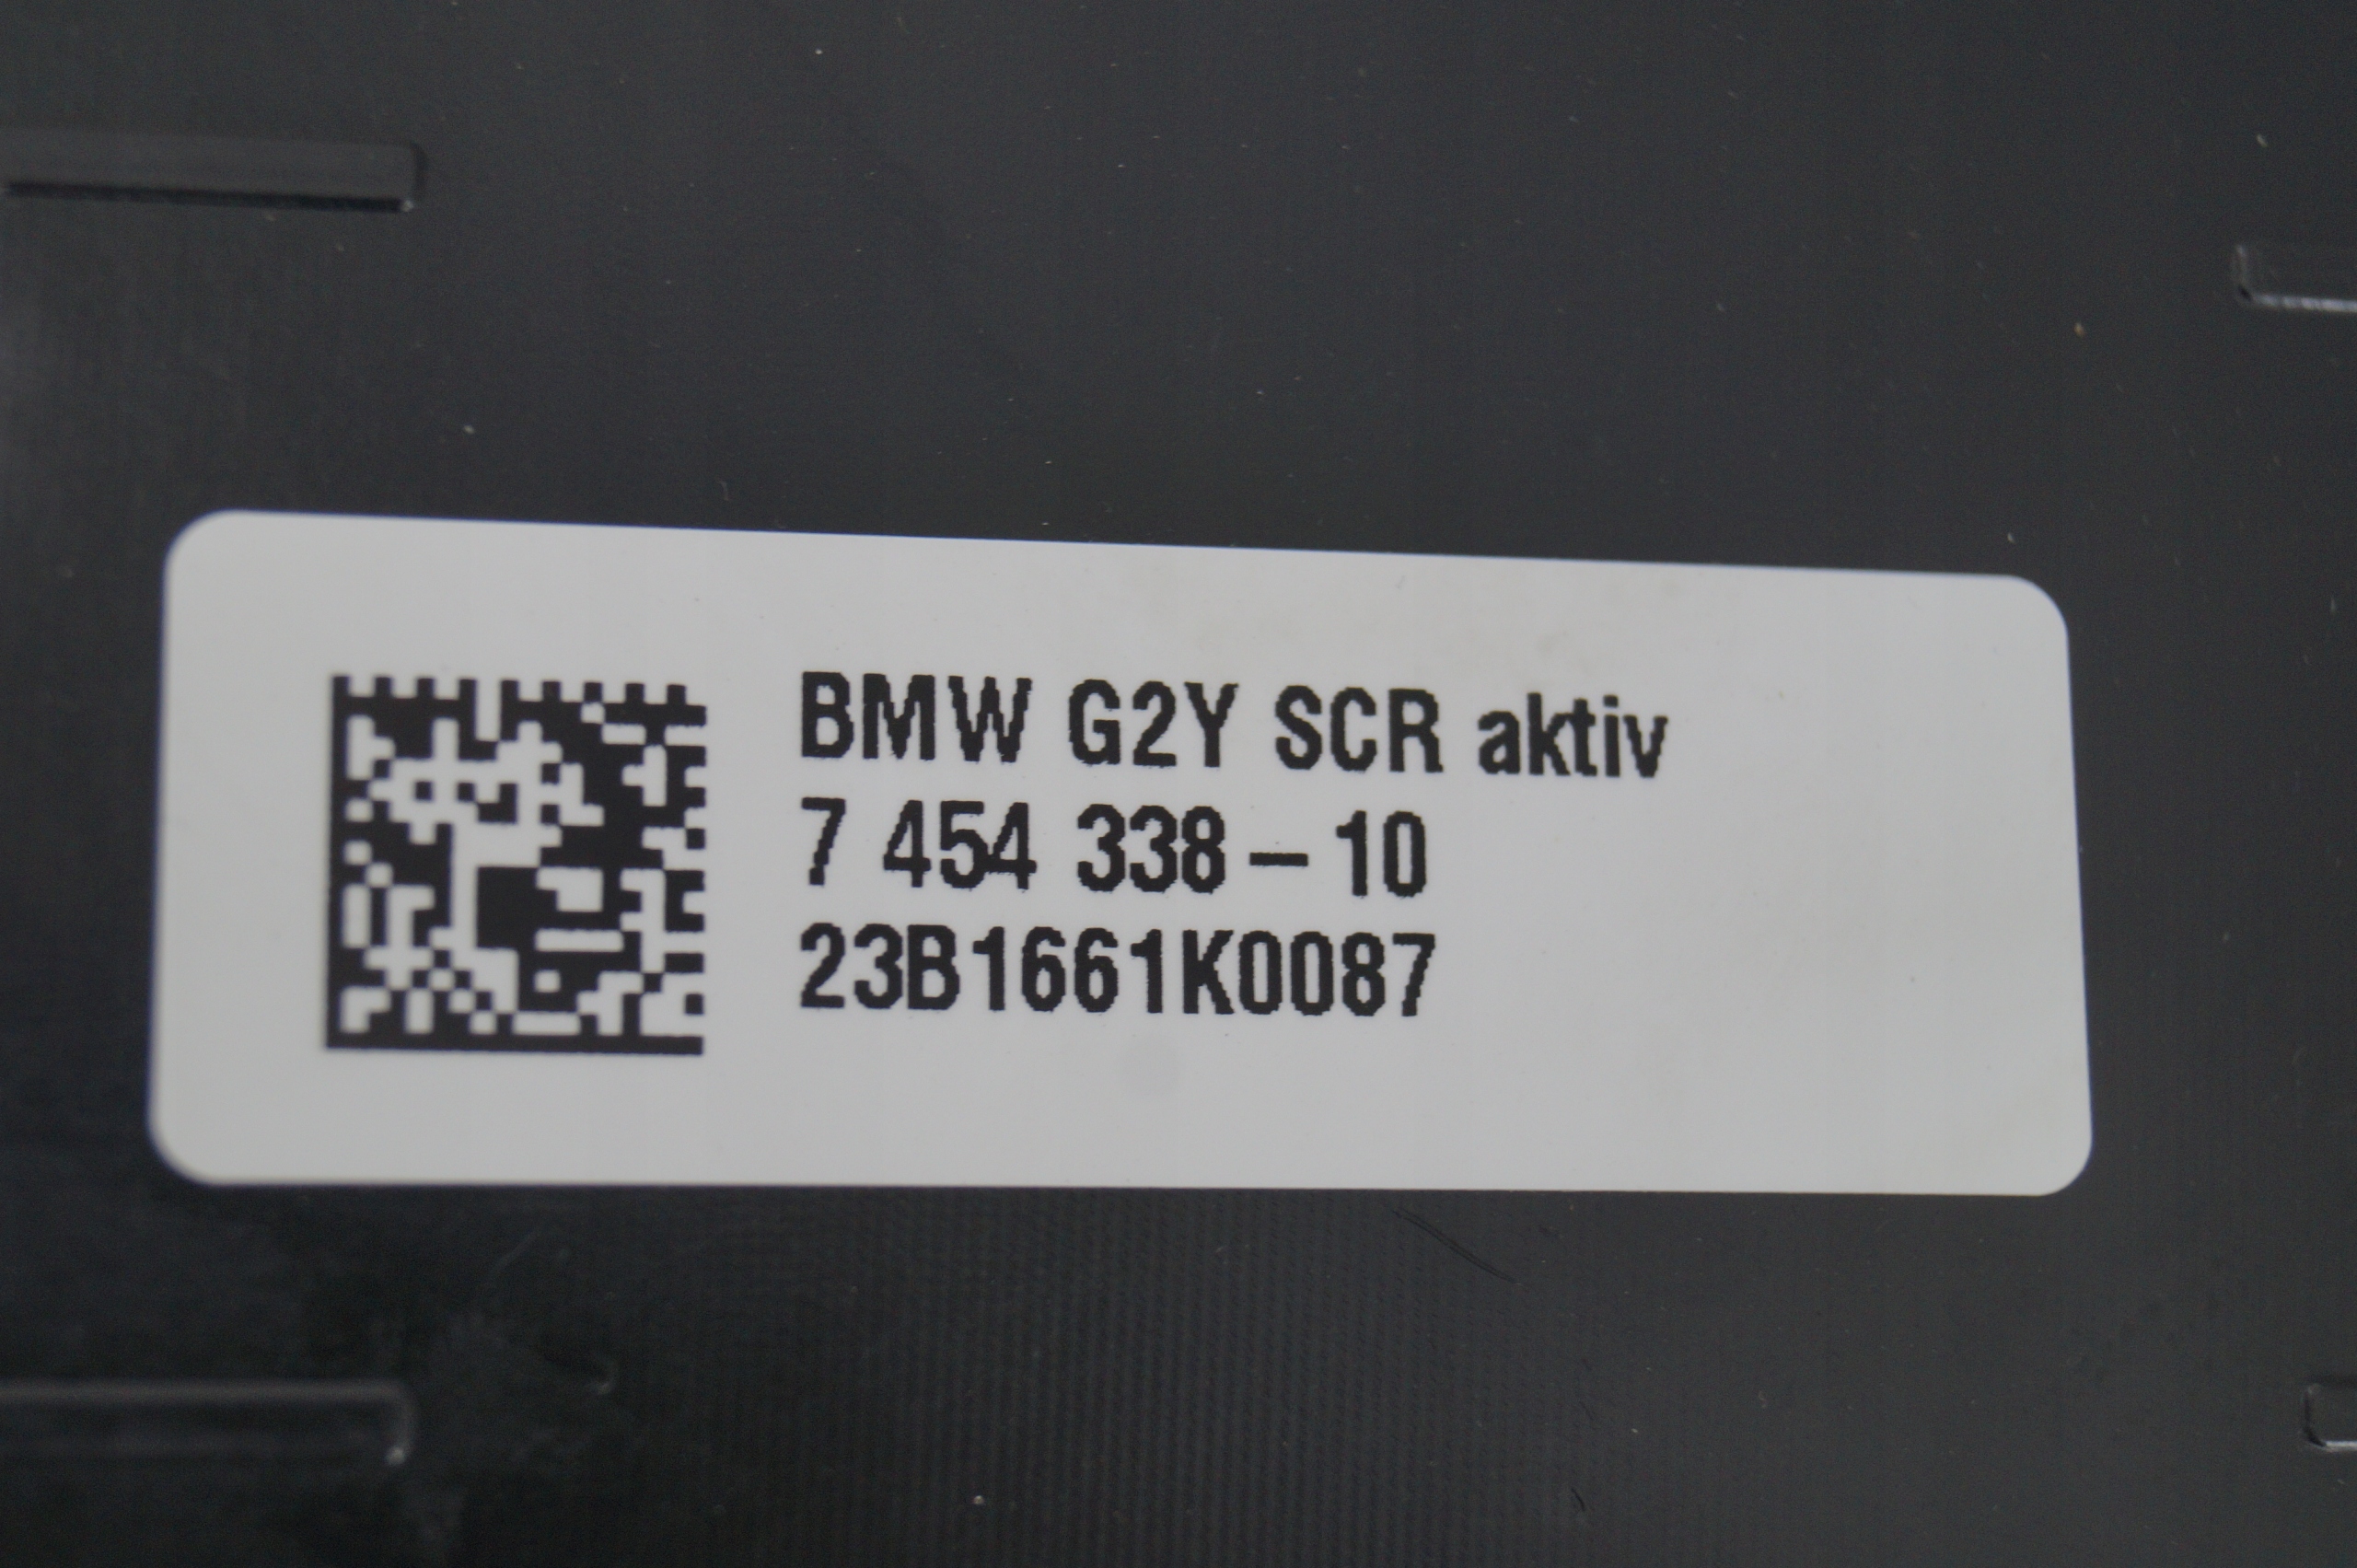 BMW G2Y SCR aktiv
7 454 338 – 10
23B1661K0087